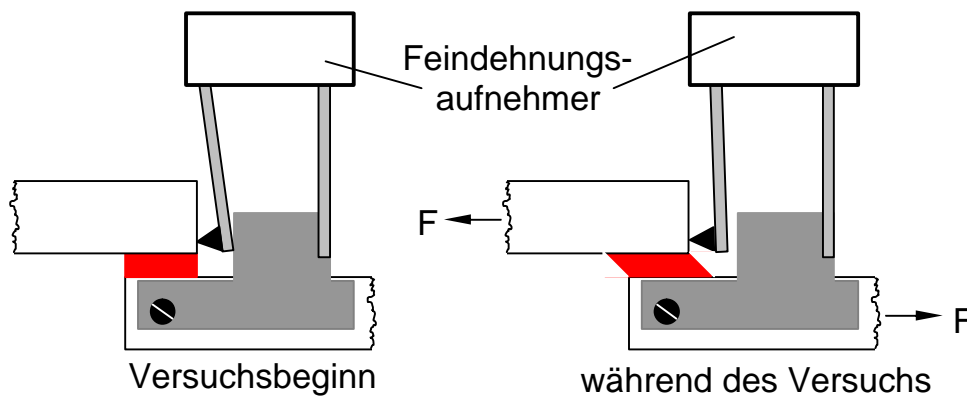 Feindehnungs-
aufnehmer
F
F
Versuchsbeginn
während des Versuchs